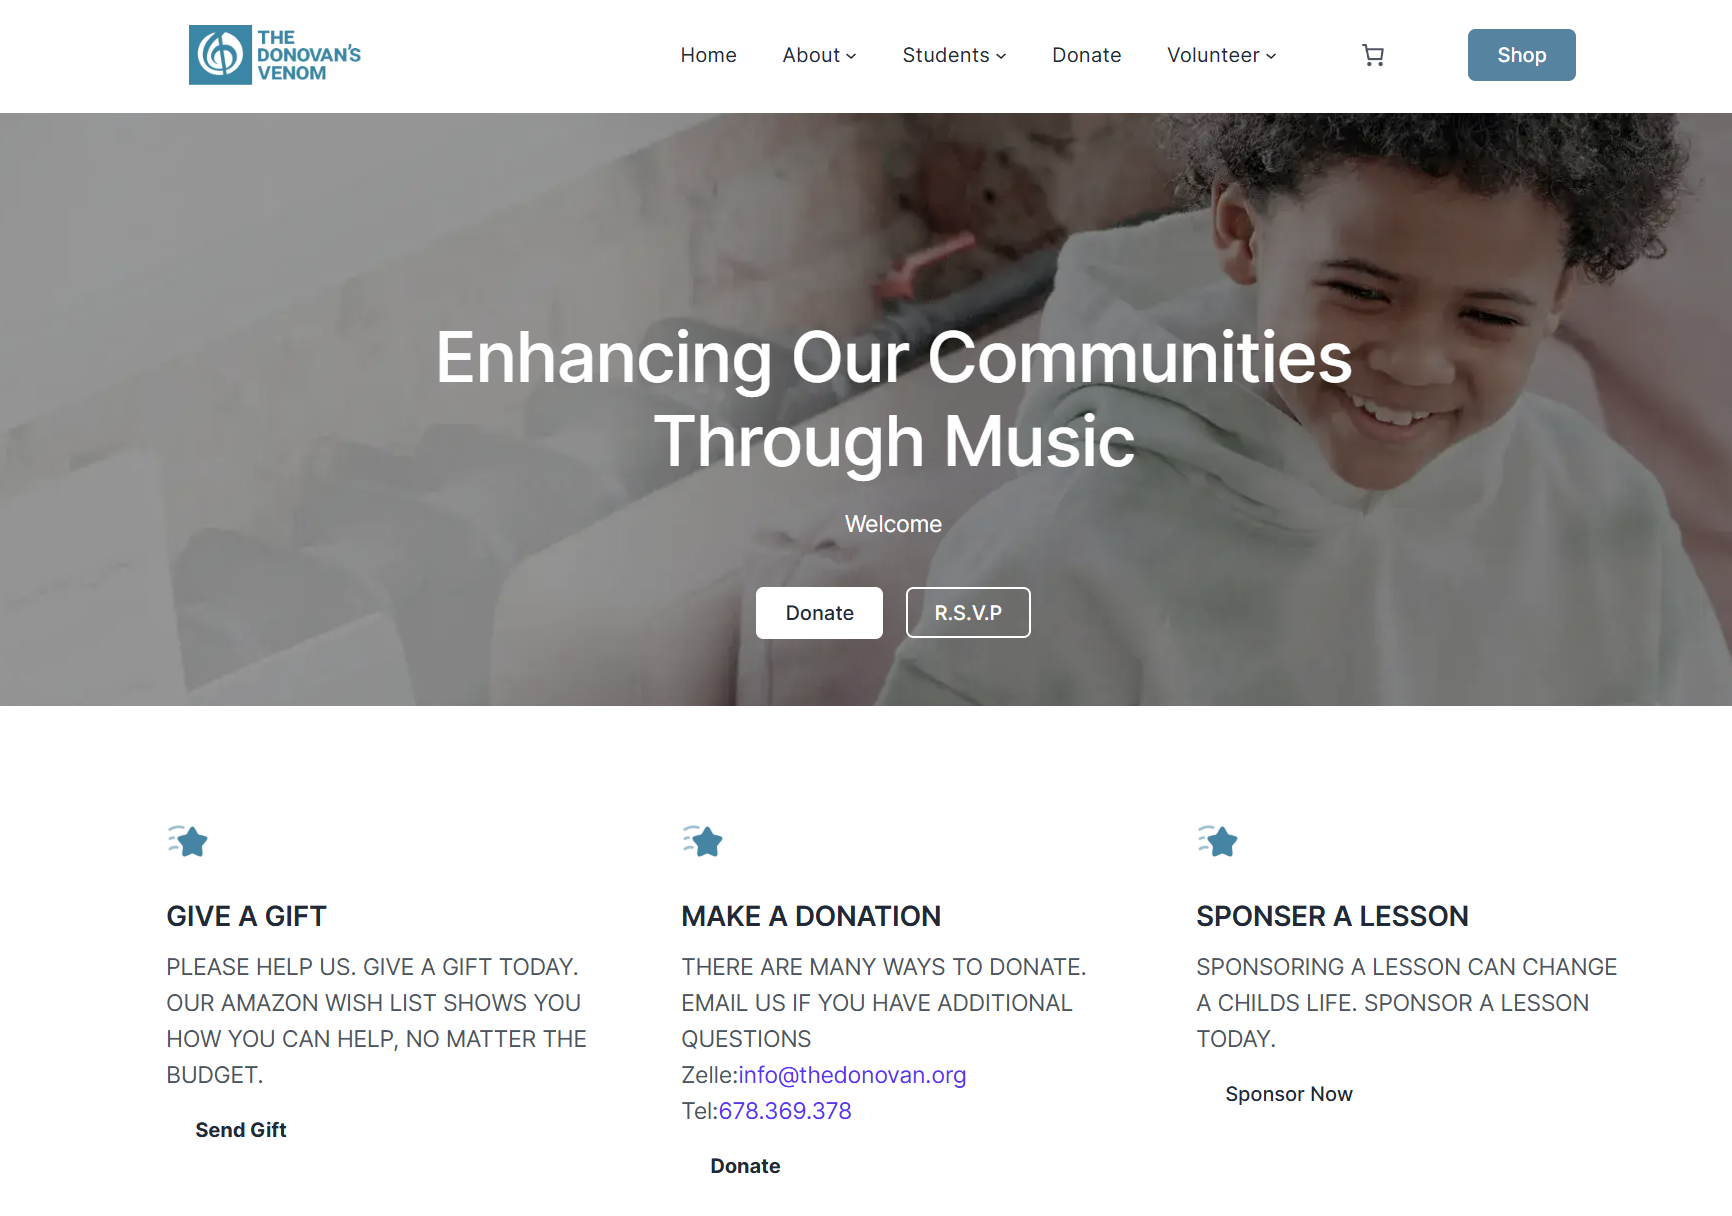 THE
DONOVAN'S
VENOM
Home
About
Students
Donate
Volunteer
Shop
Enhancing Our Communities
Through Music
Welcome
Donate
R.S.V.P
GIVE A GIFT
PLEASE HELP US. GIVE A GIFT TODAY.
OUR AMAZON WISH LIST SHOWS YOU
HOW YOU CAN HELP, NO MATTER THE
BUDGET.
Send Gift
MAKE A DONATION
THERE ARE MANY WAYS TO DONATE.
EMAIL US IF YOU HAVE ADDITIONAL
QUESTIONS
Zelle:info@thedonovan.org
Tel:678.369.378
Donate
SPONSER A LESSON
SPONSORING A LESSON CAN CHANGE
A CHILDS LIFE. SPONSOR A LESSON
TODAY.
Sponsor Now